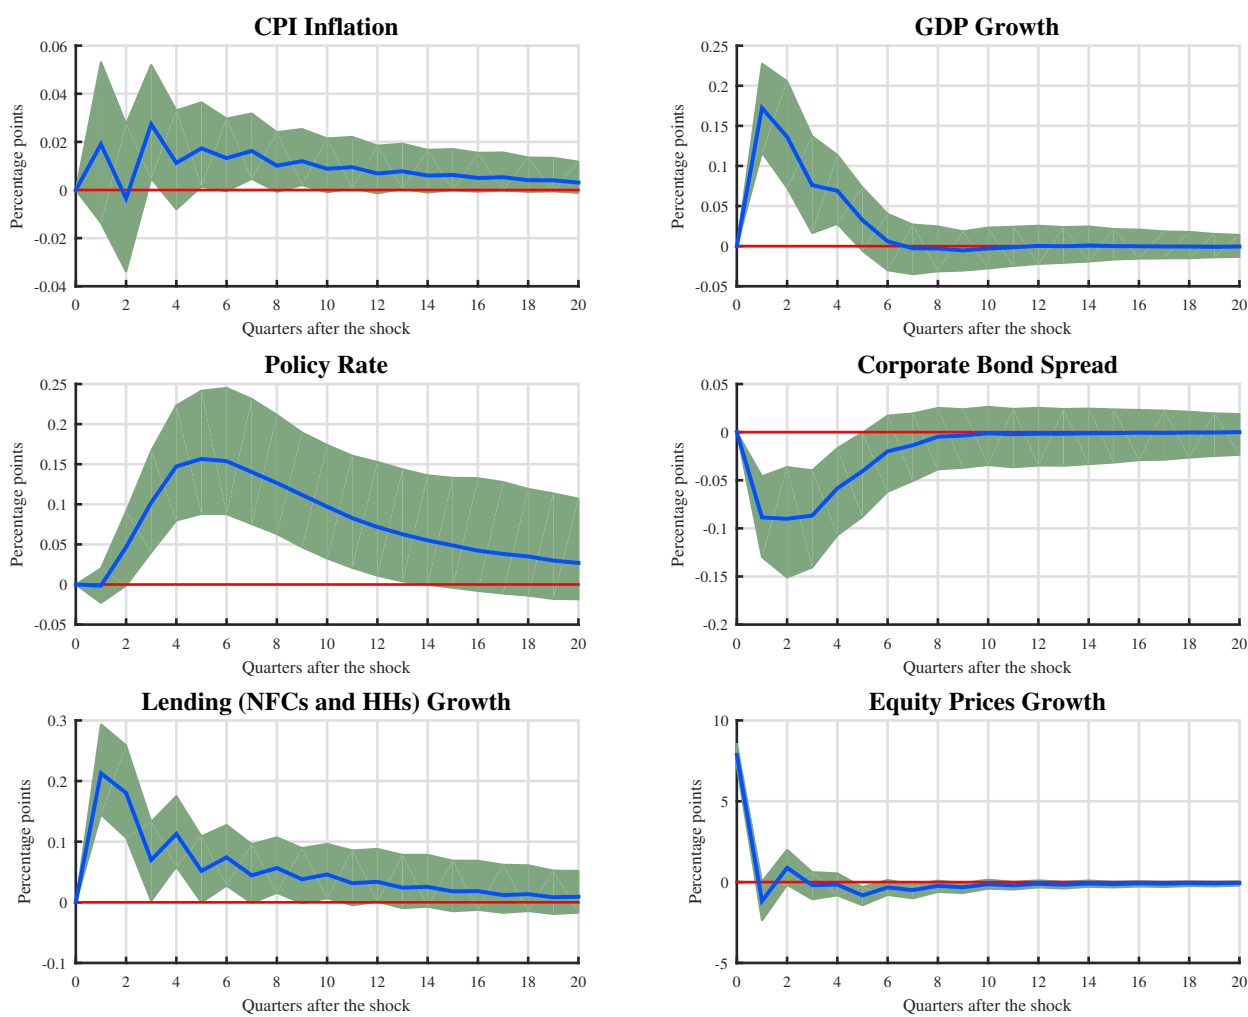 CPI Inflation
Percentage points
0.06
0.04
0.02
0
-0.02
-0.04
0 2 4 6 8 10 12 14 16 18 20
Quarters after the shock
GDP Growth
Percentage points
0.25
0.2
0.15
0.1
0.05
0
-0.05
0 2 4 6 8 10 12 14 16 18 20
Quarters after the shock
Policy Rate
Percentage points
0.25
0.2
0.15
0.1
0.05
0
-0.05
0 2 4 6 8 10 12 14 16 18 20
Quarters after the shock
Corporate Bond Spread
Percentage points
0.05
0
-0.05
-0.1
-0.15
-0.2
0 2 4 6 8 10 12 14 16 18 20
Quarters after the shock
Lending (NFCs and HHs) Growth
Percentage points
0.3
0.2
0.1
0
-0.1
0 2 4 6 8 10 12 14 16 18 20
Quarters after the shock
Equity Prices Growth
Percentage points
10
5
0
-5
0 2 4 6 8 10 12 14 16 18 20
Quarters after the shock